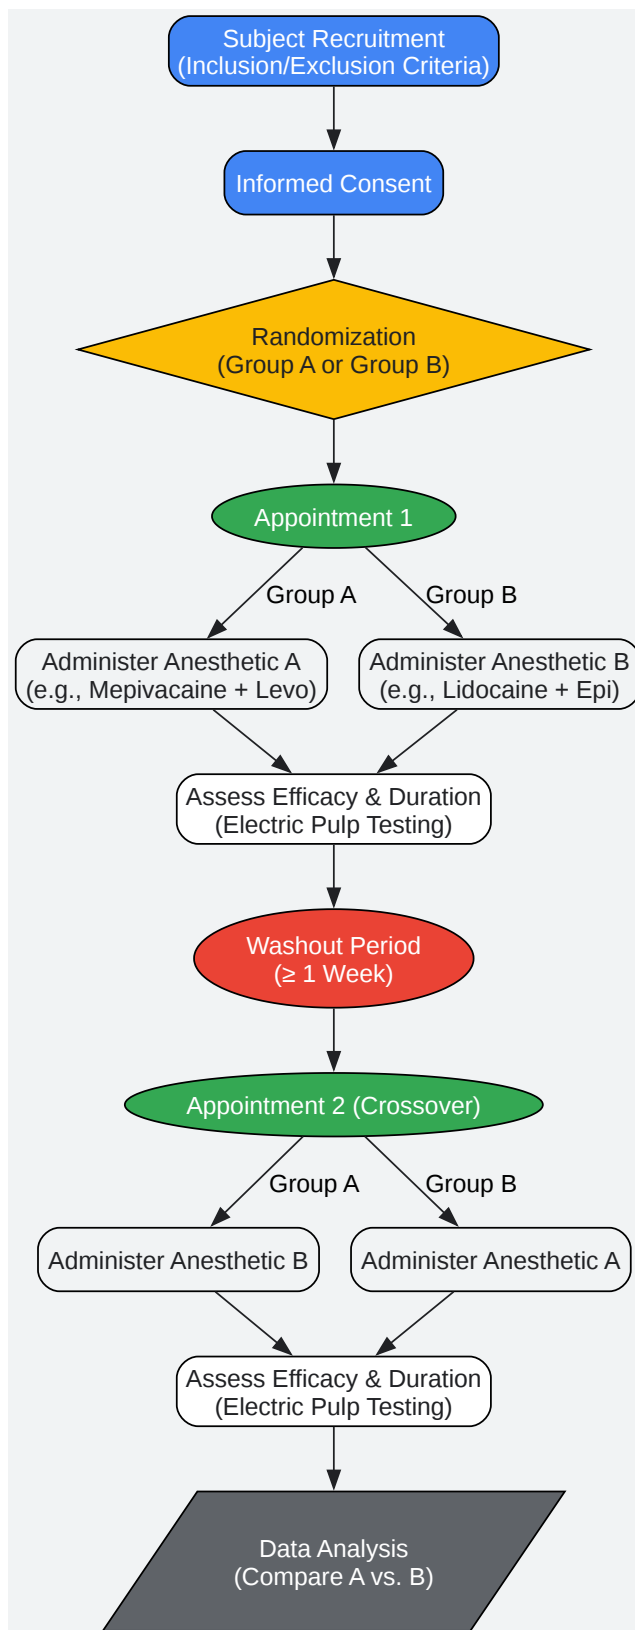 Subject Recruitment
(Inclusion/Exclusion Criteria)
Informed Consent
Randomization
(Group A or Group B)
Appointment 1
Group A
Group B
Administer Anesthetic A
(e.g., Mepivacaine + Levo)
Administer Anesthetic B
(e.g., Lidocaine + Epi)
Assess Efficacy & Duration
(Electric Pulp Testing)
Washout Period
(≥ 1 Week)
Appointment 2 (Crossover)
Group A
Group B
Administer Anesthetic B
Administer Anesthetic A
Assess Efficacy & Duration
(Electric Pulp Testing)
Data Analysis
(Compare A vs. B)